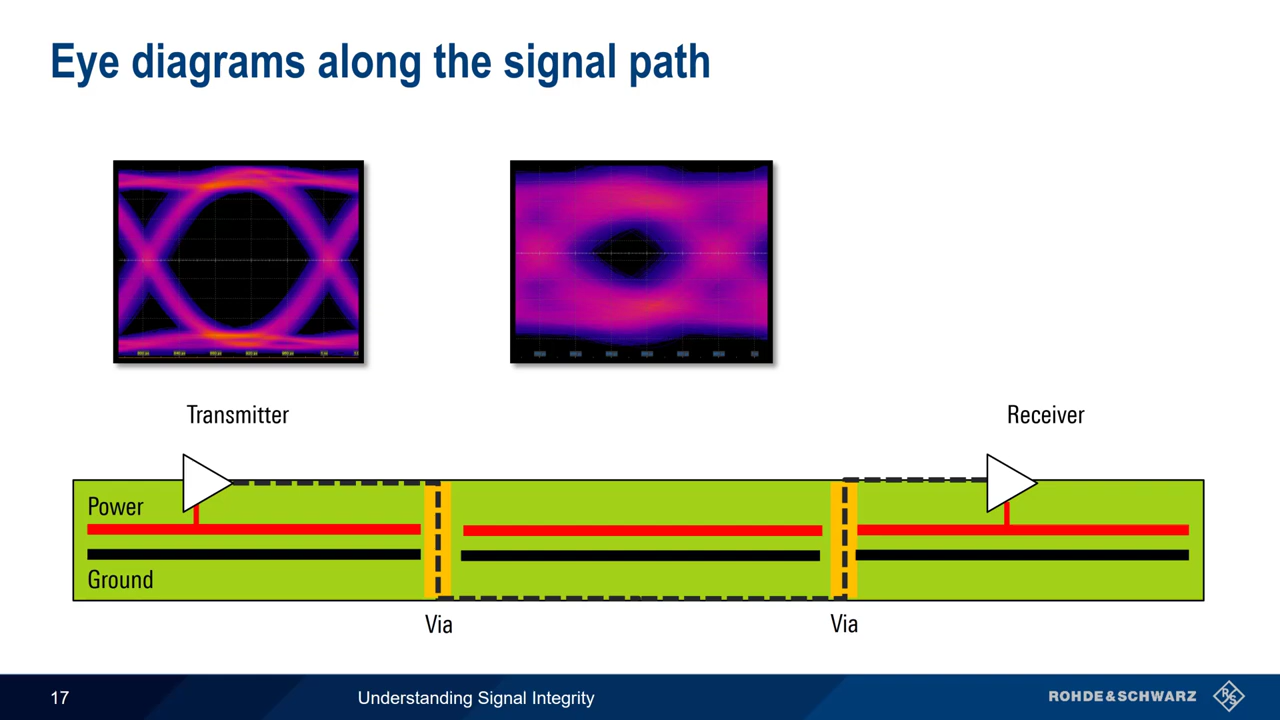 Eye diagrams along the signal path
Transmitter
Receiver
Power
Ground
Via
Via
17
Understanding Signal Integrity
ROHDE&SCHWARZ
R
S